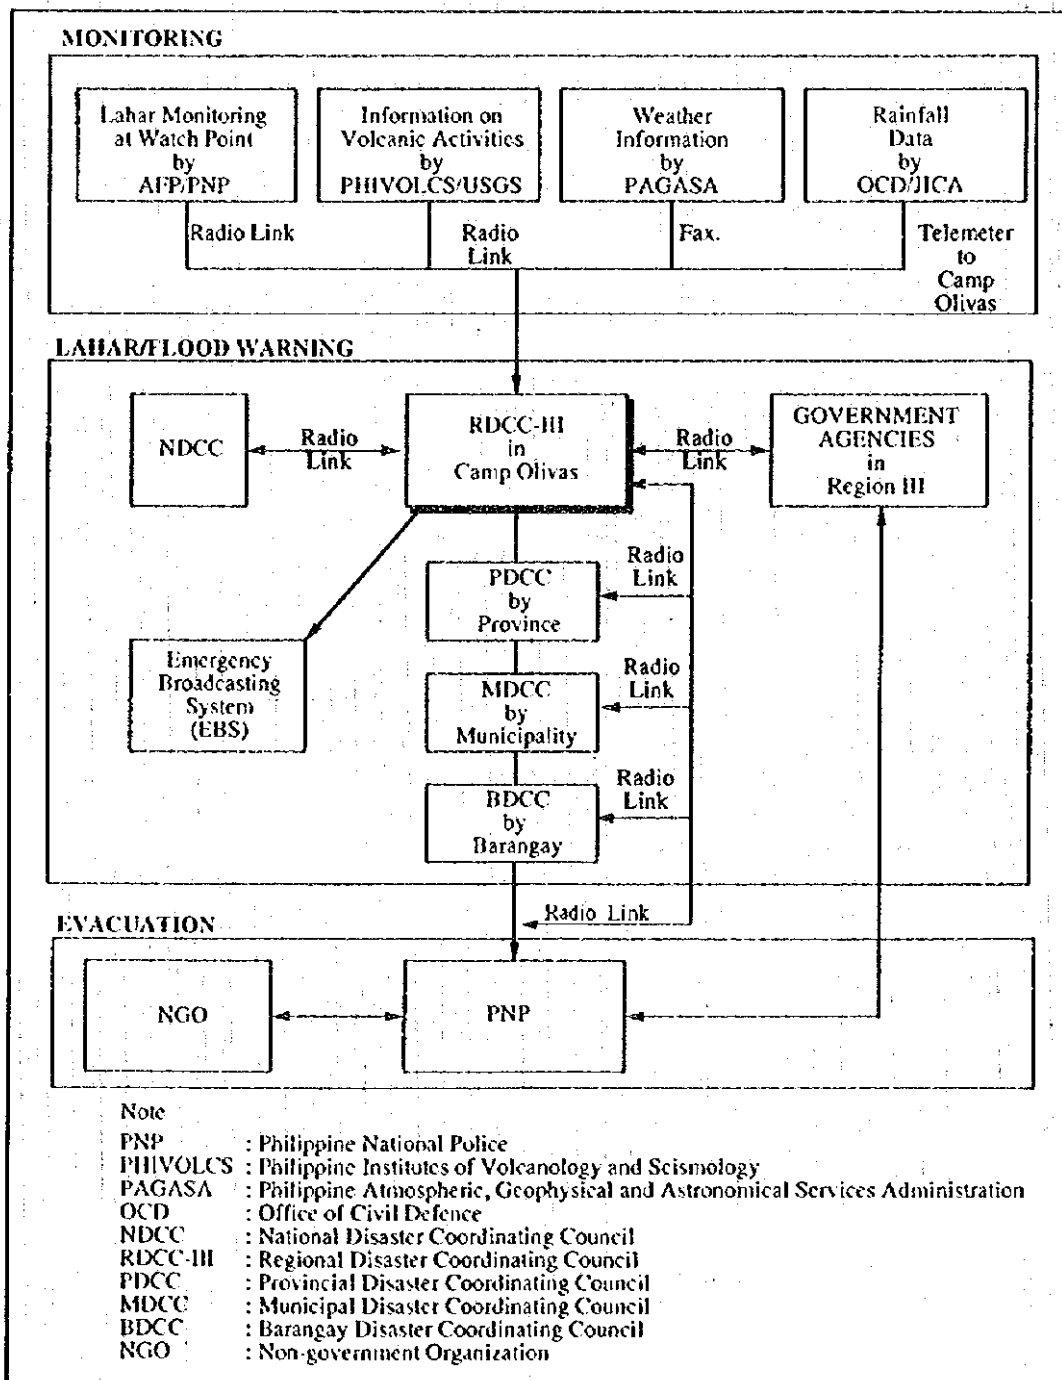 MONITORING
Lahar Monitoring
at Watch Point
by
AFP/PNP
Information on
Volcanic Activities
by
PHIVOLCS/USGS
Weather
Information
by
PAGASA
Rainfall
Data
by
OCD/JICA
Radio Link
Radio
Link
Fax.
Telemeter
to
Camp
Olivas
LAHAR/FLOOD WARNING
NDCC
Radio
Link
RDCC-III
in
Camp Olivas
Radio
Link
GOVERNMENT
AGENCIES
in
Region III
PDCC
by
Province
Radio
Link
Emergency
Broadcasting
System
(EBS)
MDCC
by
Municipality
Radio
Link
BDCC
by
Barangay
Radio
Link
Radio Link
EVACUATION
NGO
PNP
Note
PNP : Philippine National Police
PHIVOLCS : Philippine Institutes of Volcanology and Seismology
PAGASA : Philippine Atmospheric, Geophysical and Astronomical Services Administration
OCD : Office of Civil Defence
NDCC : National Disaster Coordinating Council
RDCC-III : Regional Disaster Coordinating Council
PDCC : Provincial Disaster Coordinating Council
MDCC : Municipal Disaster Coordinating Council
BDCC : Barangay Disaster Coordinating Council
NGO : Non-government Organization